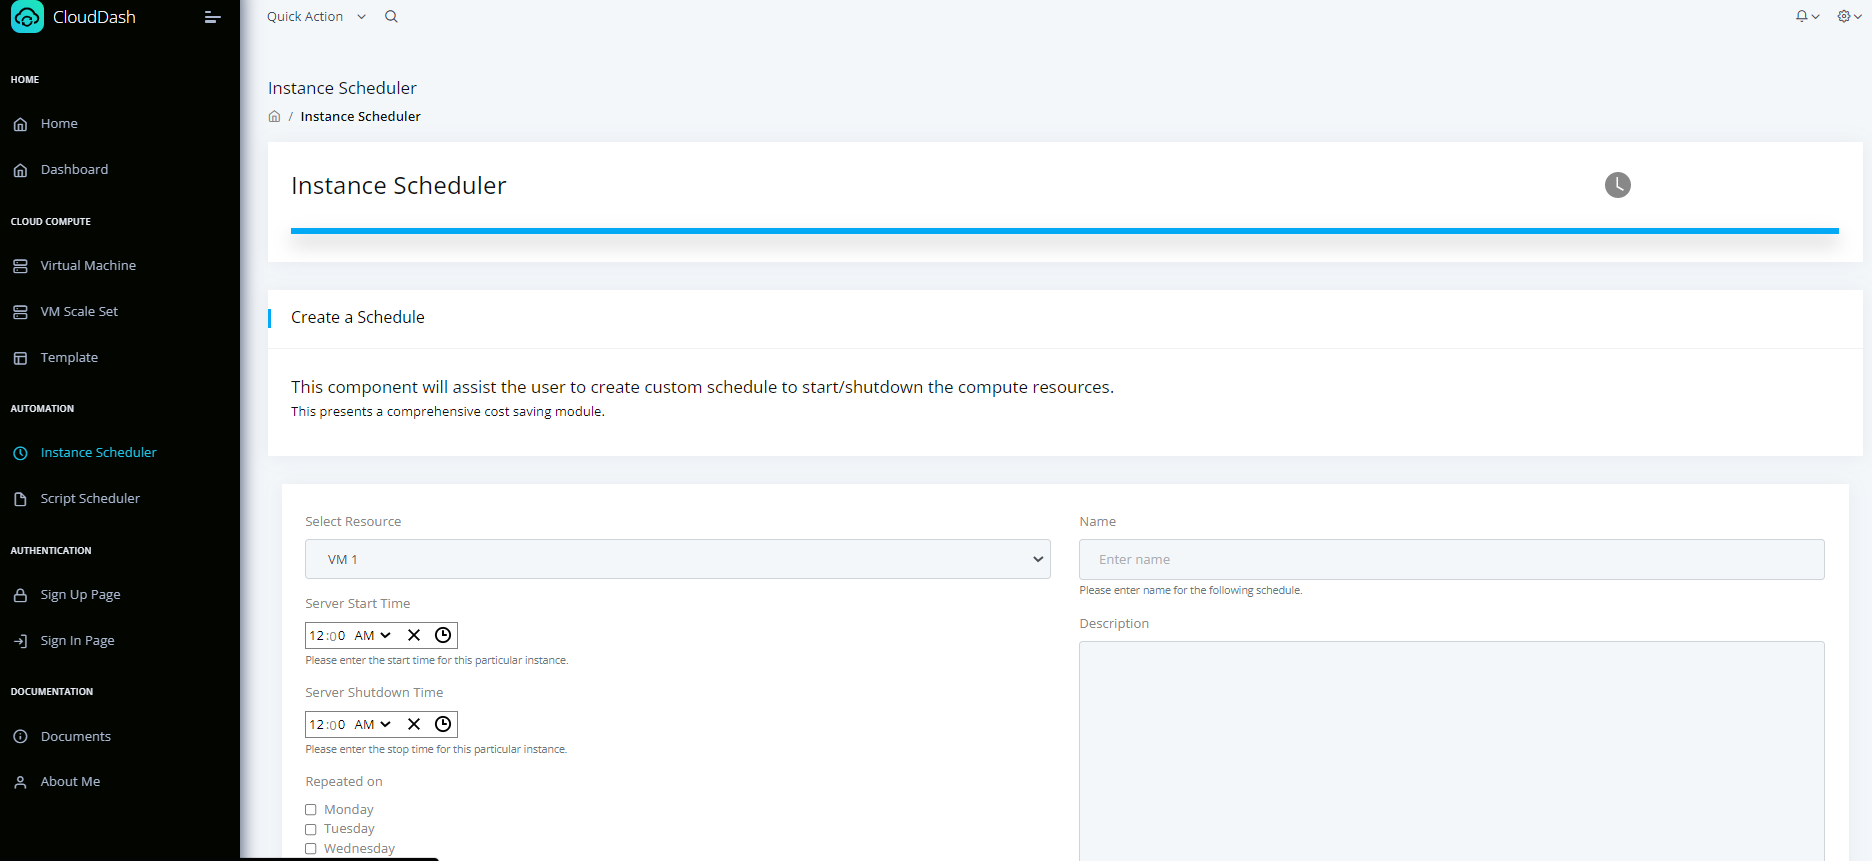 CloudDash
Quick Action
HOME
Home
Dashboard
CLOUD COMPUTE
Virtual Machine
VM Scale Set
Template
AUTOMATION
Instance Scheduler
Script Scheduler
AUTHENTICATION
Sign Up Page
Sign In Page
DOCUMENTATION
Documents
About Me
Instance Scheduler
/ Instance Scheduler
Instance Scheduler
Create a Schedule
This component will assist the user to create custom schedule to start/shutdown the compute resources.
This presents a comprehensive cost saving module.
Select Resource
VM 1
Server Start Time
12:00 AM
Please enter the start time for this particular instance.
Server Shutdown Time
12:00 AM
Please enter the stop time for this particular instance.
Repeated on
Monday
Tuesday
Wednesday
Name
Enter name
Please enter name for the following schedule.
Description